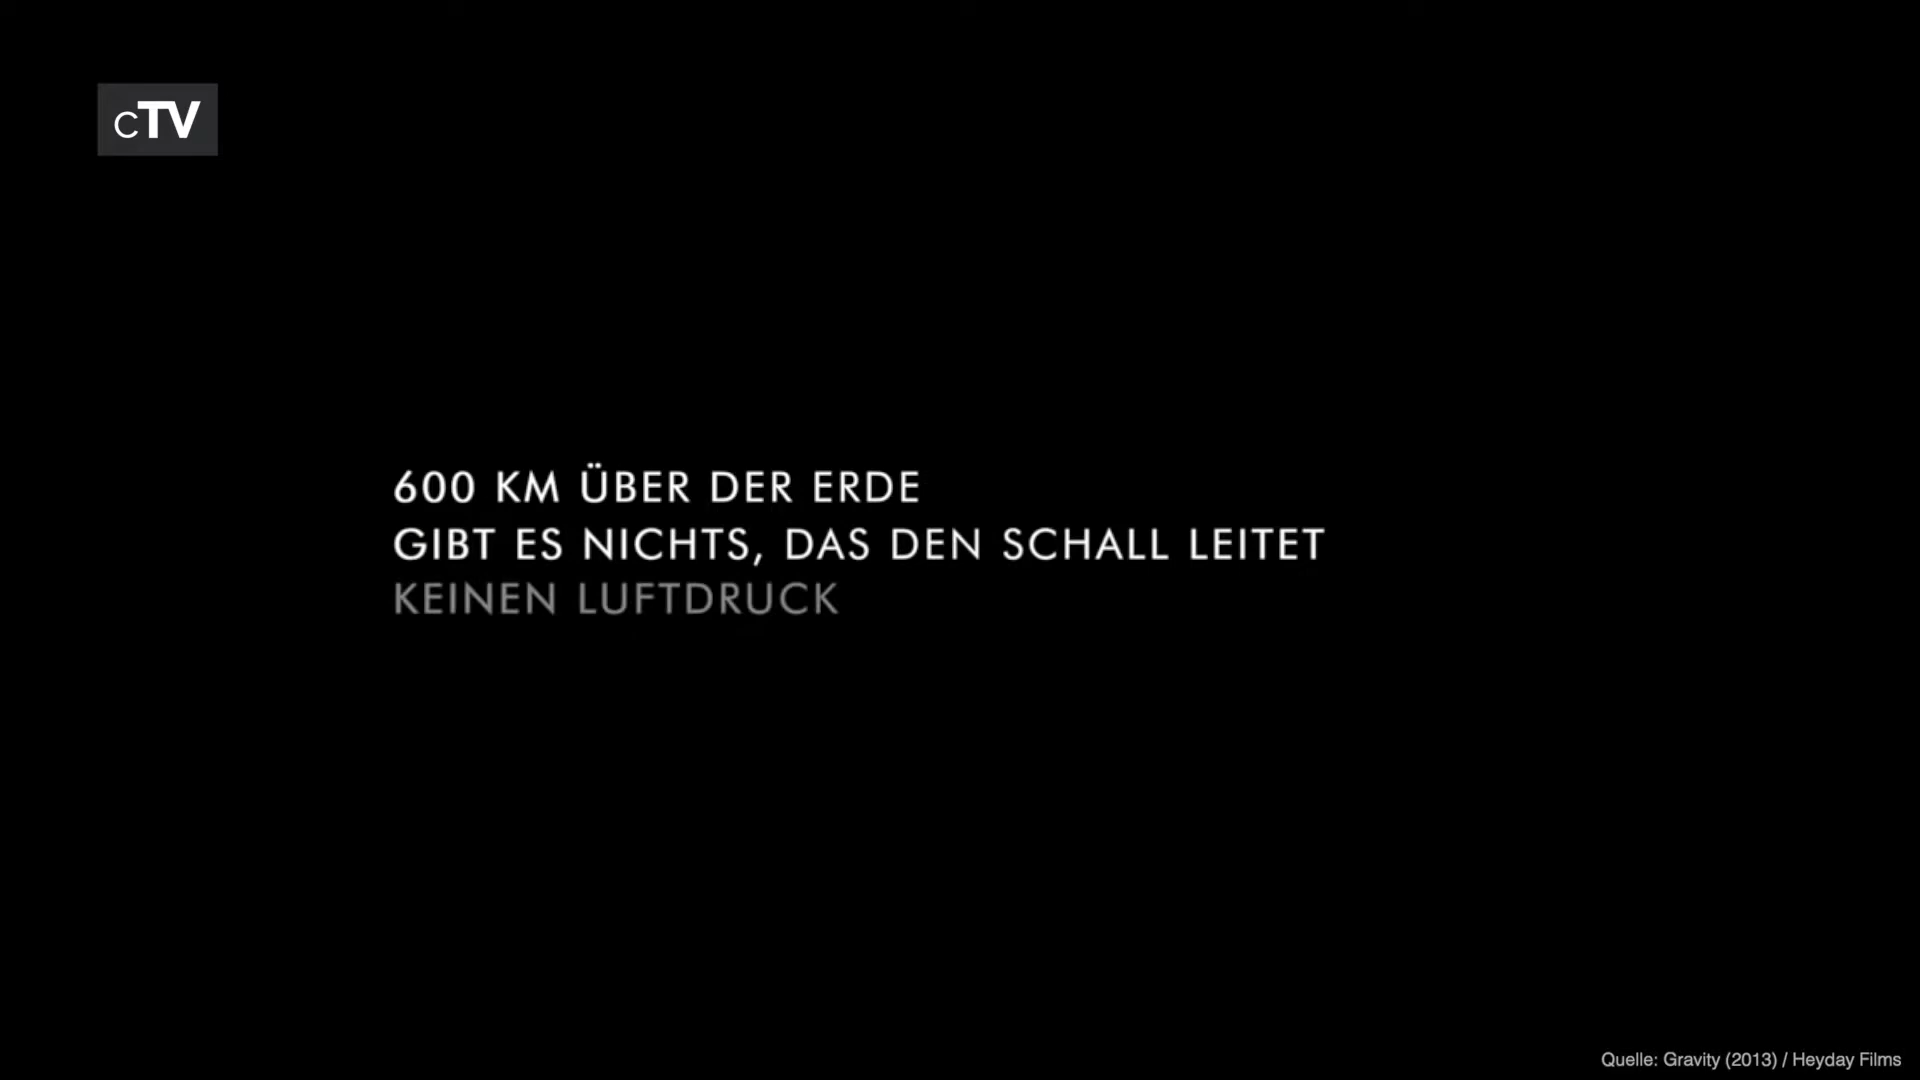 cTV
600 KM ÜBER DER ERDE
GIBT ES NICHTS, DAS DEN SCHALL LEITET
KEINEN LUFTDRUCK
Quelle: Gravity (2013) / Heyday Films